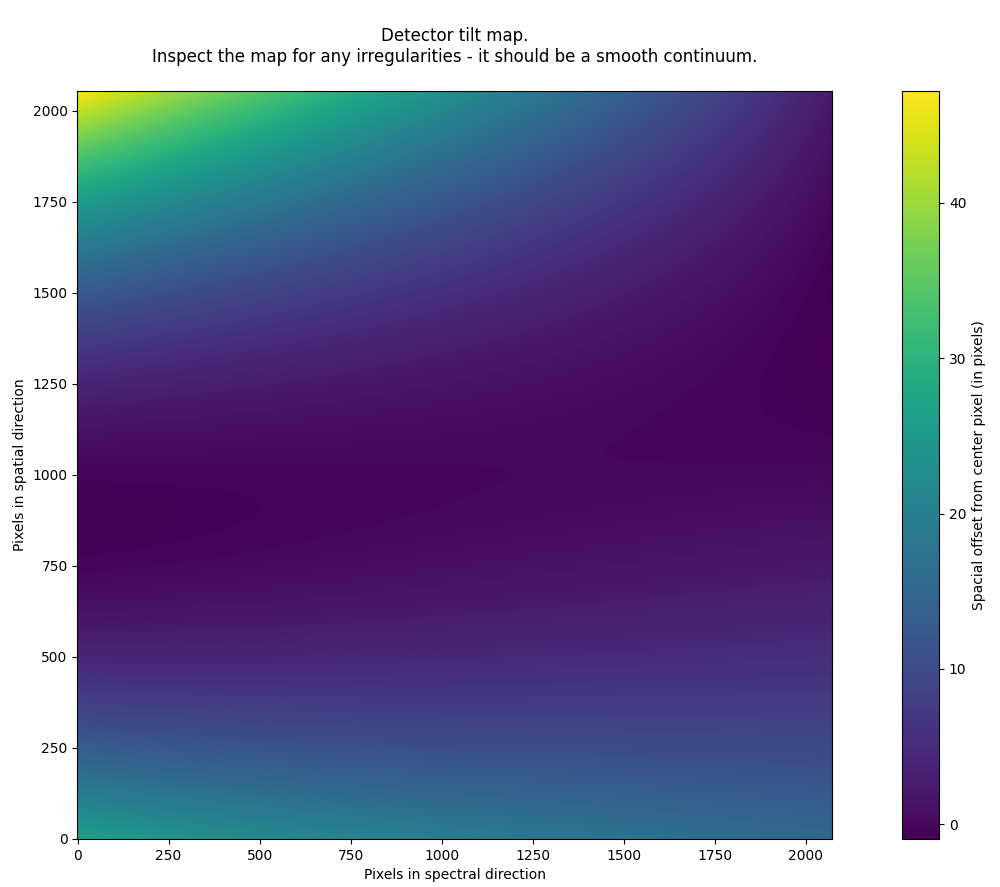 Detector tilt map.
Inspect the map for any irregularities - it should be a smooth continuum.
2000
1750
1500
1250
1000
750
500
250
0
Pixels in spatial direction
0 250 500 750 1000 1250 1500 1750 2000
Pixels in spectral direction
40
30
20
10
0
Spacial offset from center pixel (in pixels)